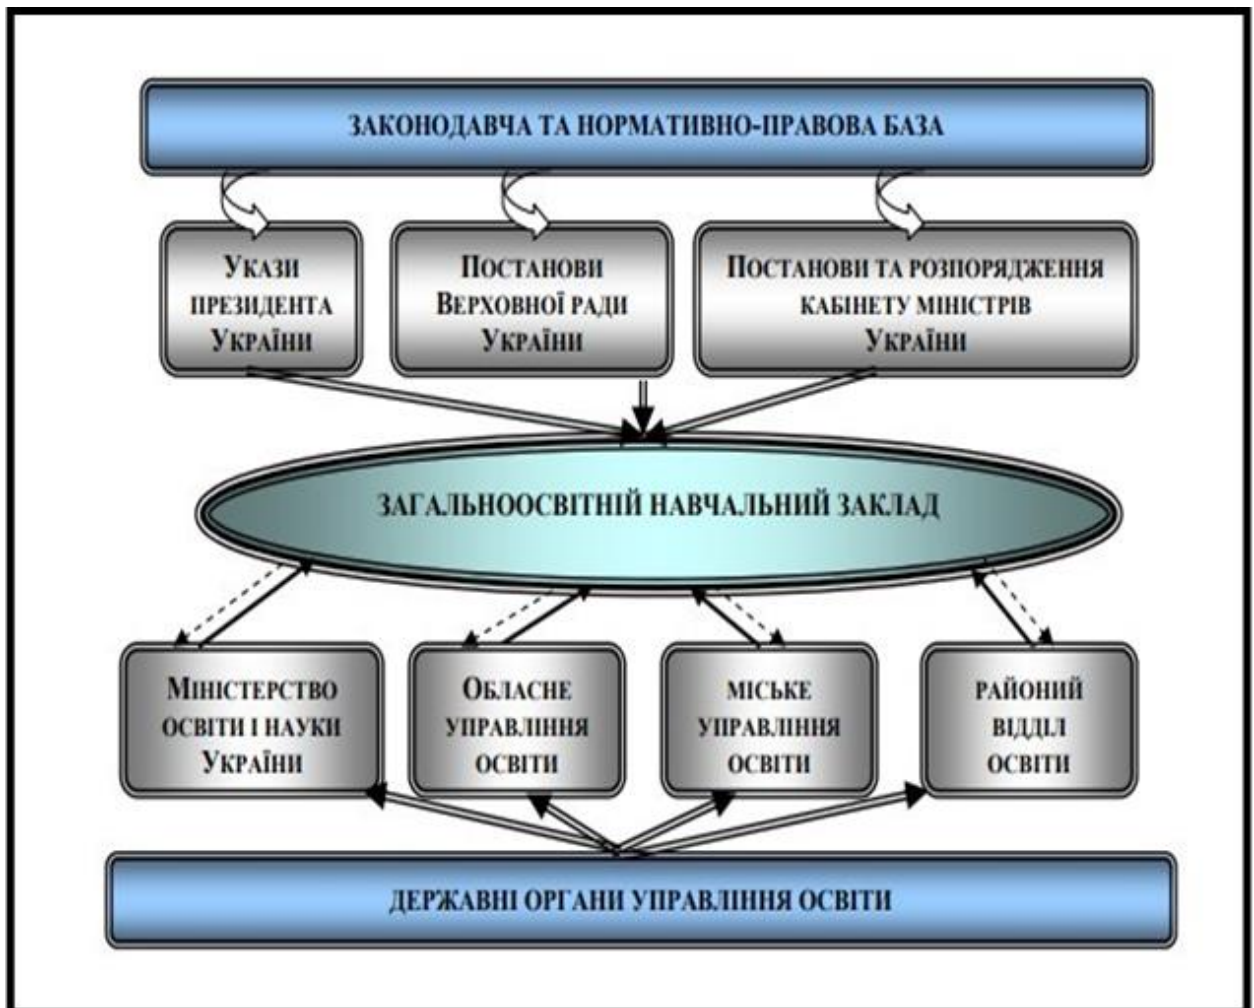 ЗАКОНОДАВЧА ТА НОРМАТИВНО-ПРАВОВА БАЗА
УКАЗИ
ПРЕЗИДЕНТА
УКРАЇНИ
ПОСТАНОВИ
ВЕРХОВНОЇ РАДИ
УКРАЇНИ
ПОСТАНОВИ ТА РОЗПОРЯДЖЕННЯ
КАБІНЕТУ МІНІСТРІВ
УКРАЇНИ
ЗАГАЛЬНООСВІТНІЙ НАВЧАЛЬНИЙ ЗАКЛАД
МІНІСТЕРСТВО
ОСВІТИ І НАУКИ
УКРАЇНИ
ОБЛАСНЕ
УПРАВЛІННЯ
ОСВІТИ
МІСЬКЕ
УПРАВЛІННЯ
ОСВІТИ
РАЙОНИЙ
ВІДДІЛ
ОСВІТИ
ДЕРЖАВНІ ОРГАНИ УПРАВЛІННЯ ОСВІТИ